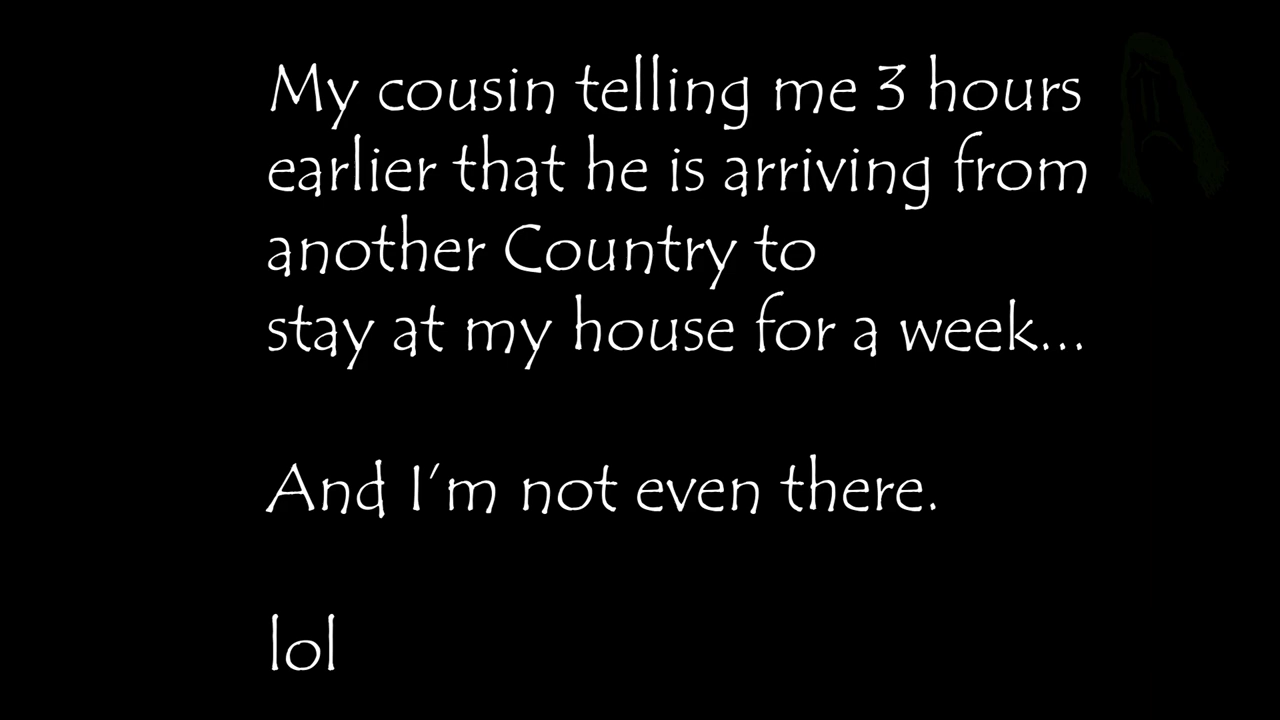 My cousin telling me 3 hours
earlier that he is arriving from
another Country to
stay at my house for a week...
And I'm not even there.
lol